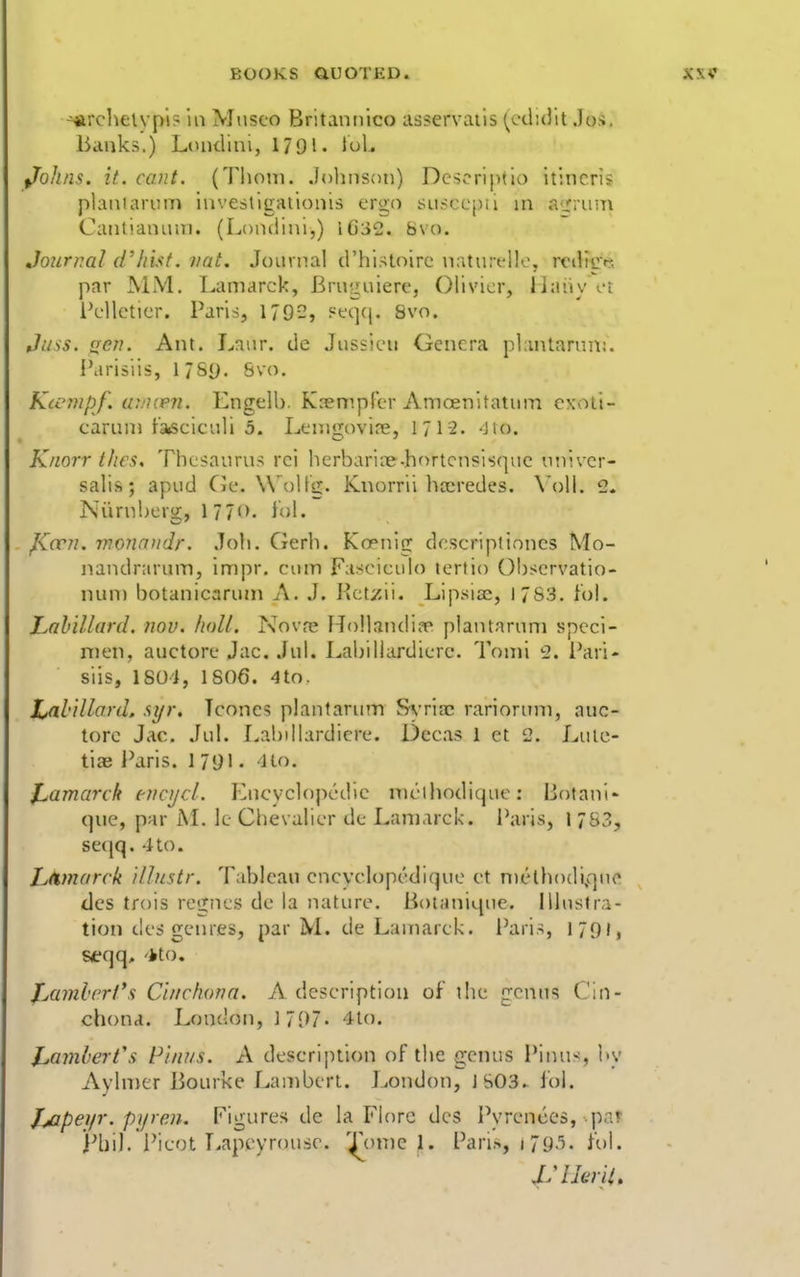 BOOKS QUOTED. xxv
archetypis in Museo Britannico asservatis (edidit Jos.
Banks.) Londini, 1791. fol.
Johns. it. cant. (Thom. Johnson) Descriptio itineris
plantarum investigationis ergo suscepti in agrum
Cantianum. (Londini,) 1632. 8vo.
Journal d'hist. nat. Journal d'histoire naturelle, redigé
par MM. Lamarck, Bruguiere, Olivier, Haüy et
Pelletier. Paris, 1792, seqq. 8vo.
Juss. gen. Ant. Laur. de Jussieu Genera plantarum.
Parisiis, 1789. 8vo.
Kæmpf. amœn. Engelb. Kæmpfer Amœnitatum exoti-
carum fasciculi 5. Lemgoviæ, 1712. 4to.
Knorr thes. Thesaurus rei herbariæ-hortensisque univer-
salis; apud Ge. Wolfg. Knorrii hæredes. Voll. 2.
Nürnberg, 1770. fol.
Kœn. monandr. Joh. Gerh. Kœnig descriptiones Mo-
nandrarum, impr. cum Fasciculo tertio Observatio-
num botanicarum A. J. Retzii. Lipsiæ, 1783. fol.
Labillard. nov. holl. Novæ Hollandiæ plantarum speci-
men, auctore Jac. Jul. Labillardiere. Tomi 2. Pari-
siis, 1804, 1806. 4to.
Labillard. syr. Icones plantarum Syriæ rariorum, auc-
tore Jac. Jul. Labillardiere. Decas 1 et 2. Lute-
tiæ Paris. 1791. 4to.
Lamarck encycl. Encyclopédie méthodique: Botani-
que, par M. le Chevalier de Lamarck. Paris, 1783,
seqq. 4to.
Lamarck illustr. Tableau encyclopédique et méthodique
des trois regnes de la nature. Botanique. Illustra-
tion des genres, par M. de Lamarck. Paris, 1791,
seqq. 4to.
Lambert's Cinchona. A description of the genus Cin-
chona. London, 1797. 4to.
Lambert's Pinus. A description of the genus Pinus, by
Aylmer Bourke Lambert. London, 1803. fol.
Lapeyr. pyren. Figures de la Flore des Pyrenées, par
Phil. Picot Lapeyrouse. Tome 1. Paris, 1795. fol.
L'Herit.